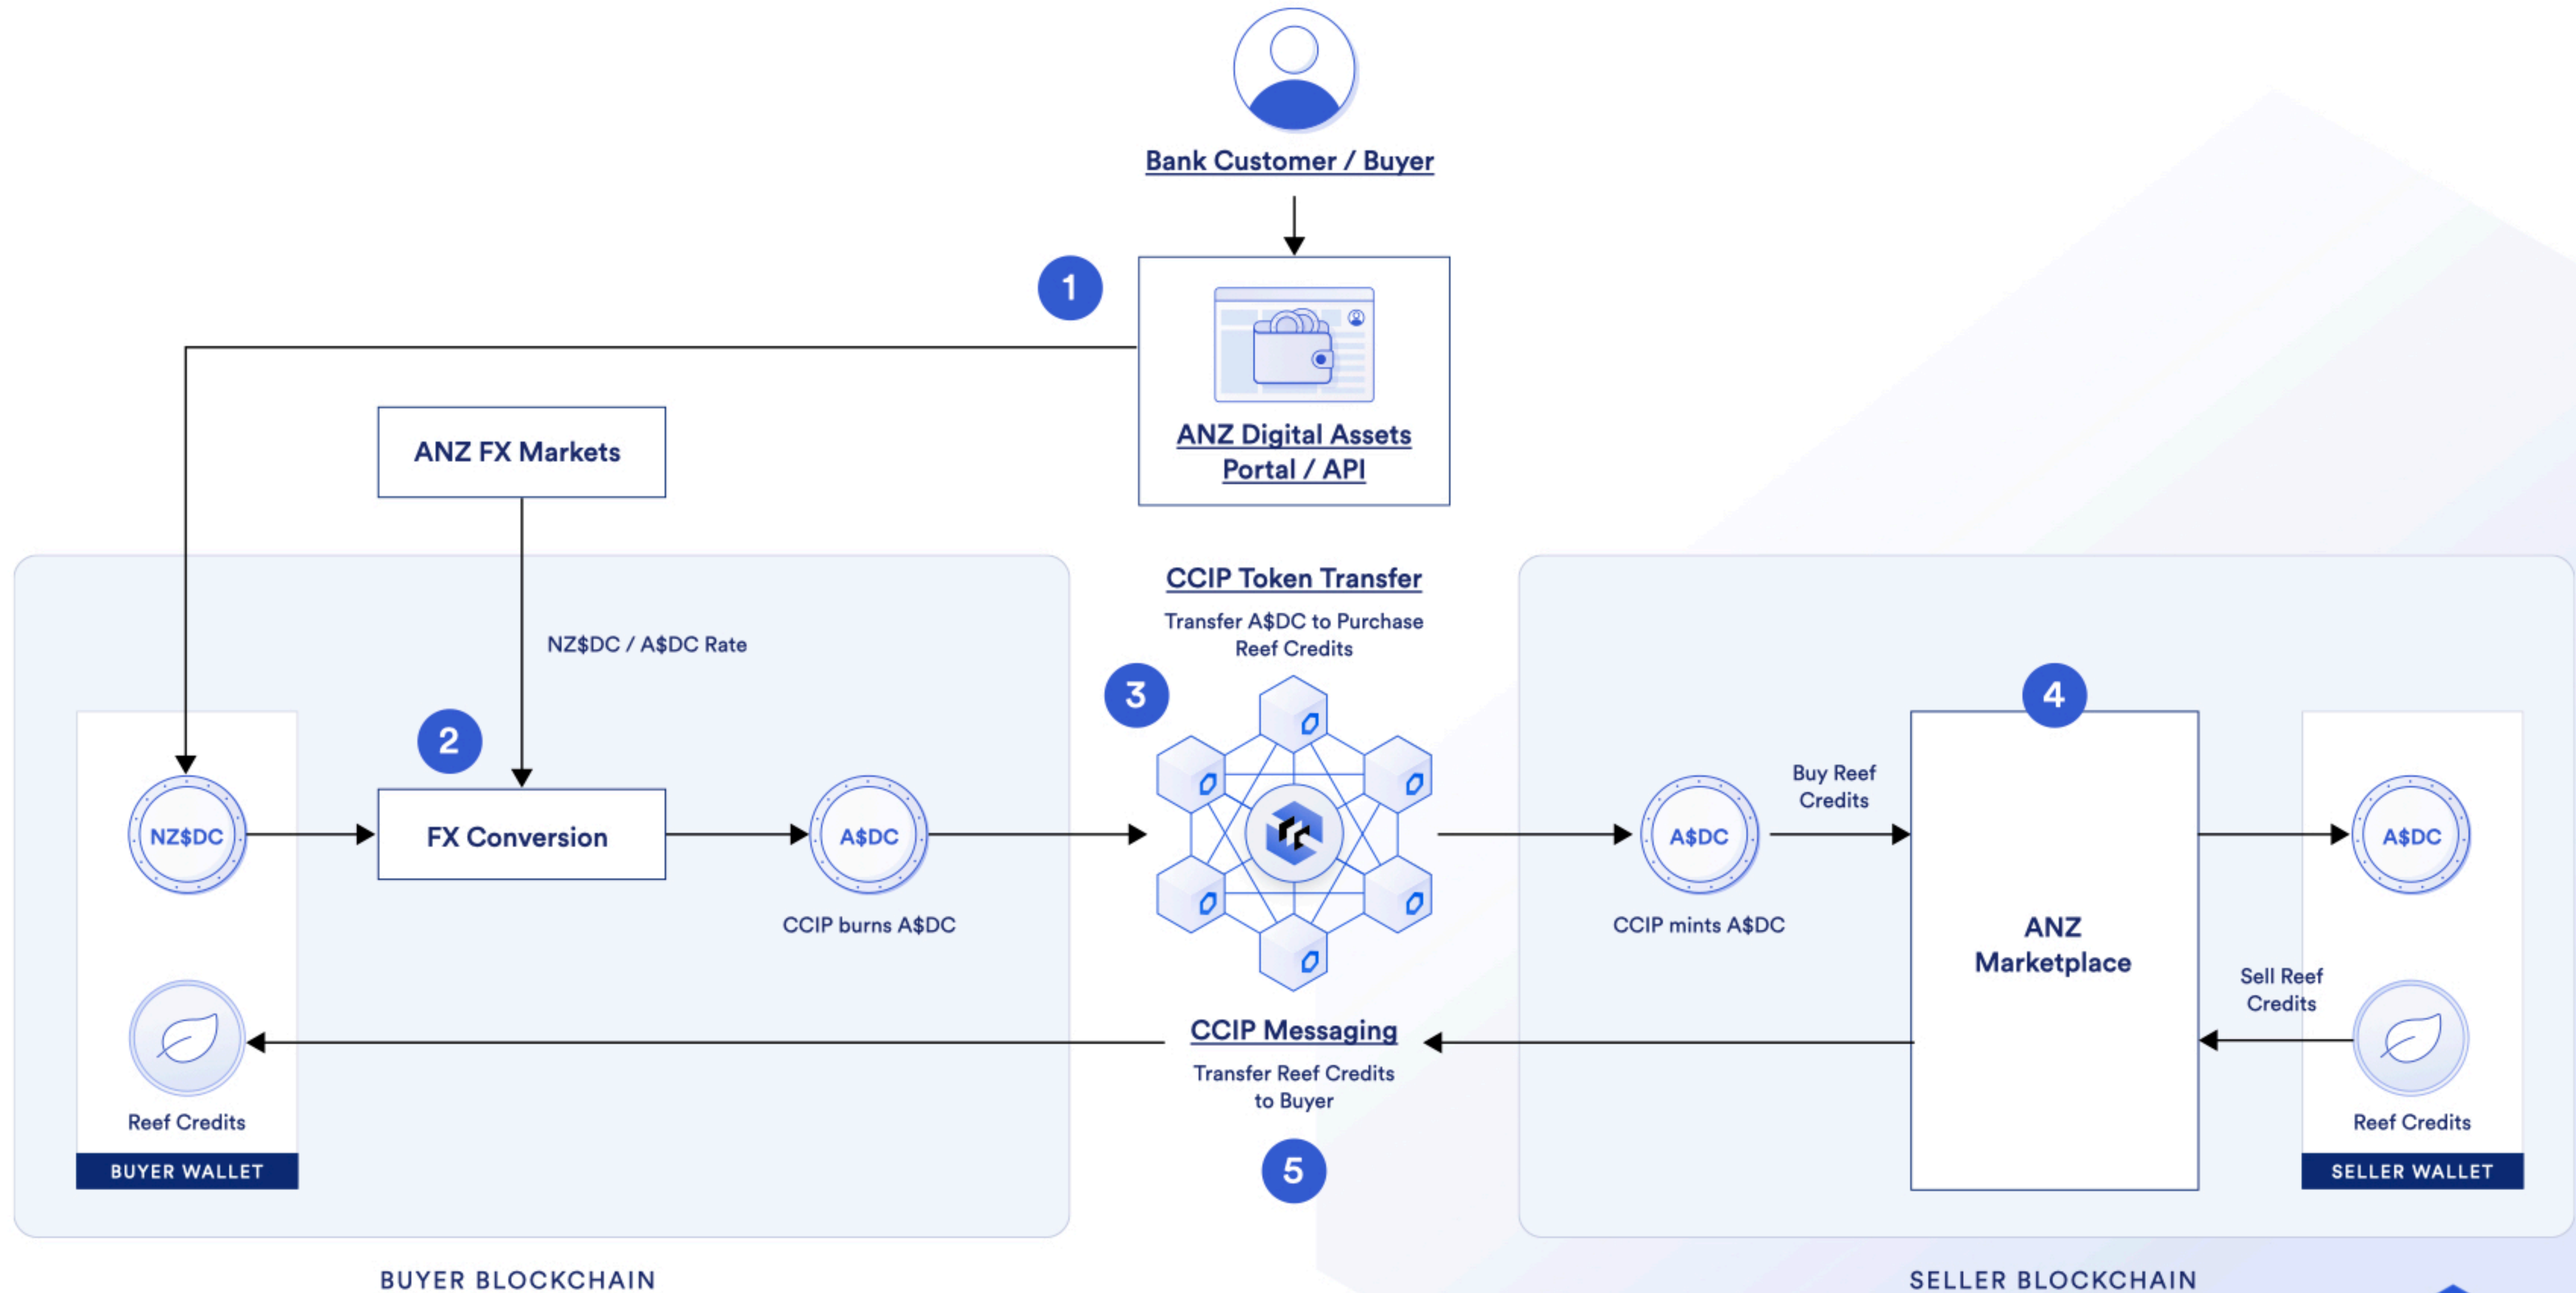 Bank Customer / Buyer
1
ANZ Digital Assets
Portal / API
ANZ FX Markets
NZ$DC / A$DC Rate
2
NZ$DC
FX Conversion
A$DC
CCIP burns A$DC
CCIP Token Transfer
Transfer A$DC to Purchase
Reef Credits
3
A$DC
CCIP mints A$DC
Buy Reef
Credits
4
ANZ
Marketplace
A$DC
Sell Reef
Credits
Reef Credits
SELLER WALLET
CCIP Messaging
Transfer Reef Credits
to Buyer
5
Reef Credits
BUYER WALLET
BUYER BLOCKCHAIN
SELLER BLOCKCHAIN